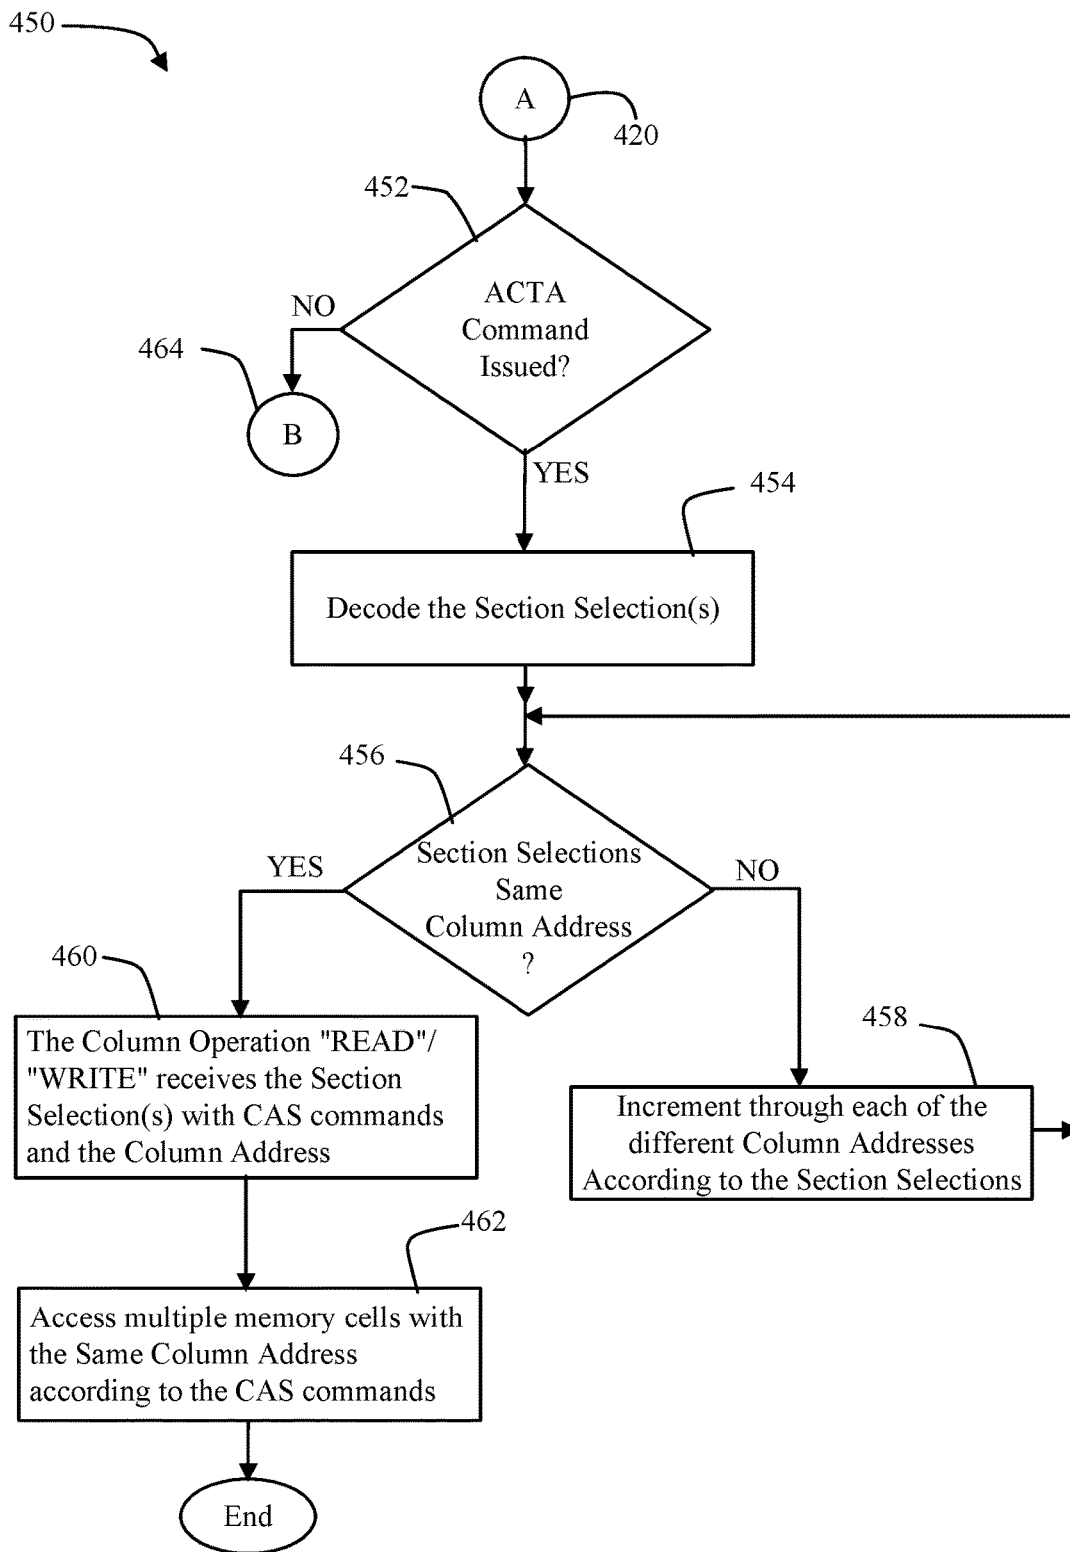 450
A
420
452
ACTA
Command
Issued?
NO
464
B
YES
454
Decode the Section Selection(s)
456
Section Selections
Same
Column Address
?
YES
NO
460
The Column Operation "READ"/
"WRITE" receives the Section
Selection(s) with CAS commands
and the Column Address
458
Increment through each of the
different Column Addresses
According to the Section Selections
462
Access multiple memory cells with
the Same Column Address
according to the CAS commands
End